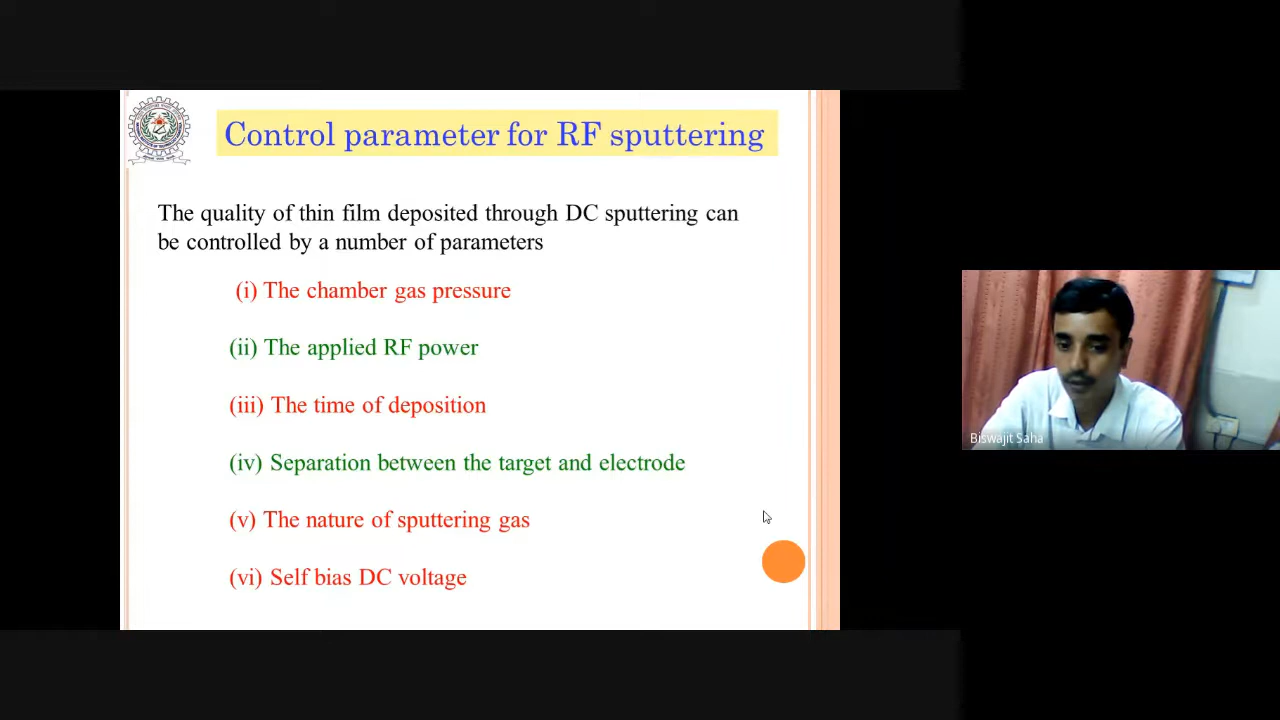 Control parameter for RF sputtering
The quality of thin film deposited through DC sputtering can
be controlled by a number of parameters
(i) The chamber gas pressure
(ii) The applied RF power
(iii) The time of deposition
(iv) Separation between the target and electrode
(v) The nature of sputtering gas
(vi) Self bias DC voltage
Biswajit Saha